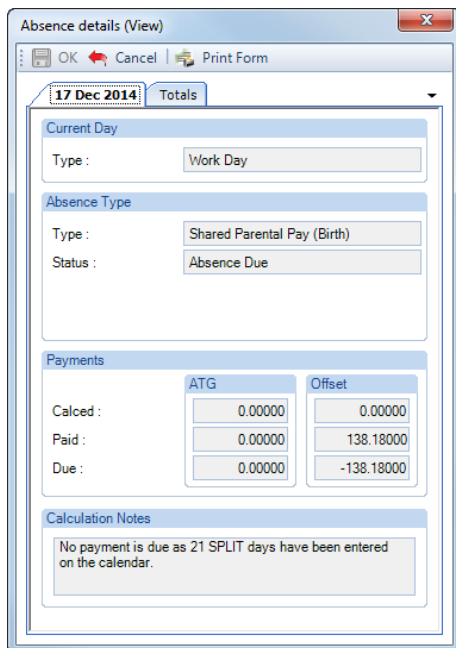 Absence details (View)
OK Cancel Print Form
17 Dec 2014 Totals
Current Day
Type : Work Day
Absence Type
Type : Shared Parental Pay (Birth)
Status : Absence Due
Payments
ATG Offset
Calced : 0.00000 0.00000
Paid : 0.00000 138.18000
Due : 0.00000 -138.18000
Calculation Notes
No payment is due as 21 SPLIT days have been entered
on the calendar.